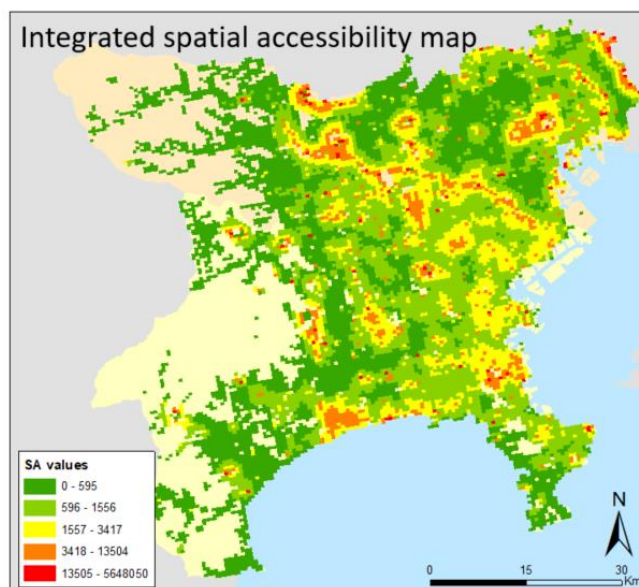 Integrated spatial accessibility map
SA values
0 - 595
596 - 1556
1557 - 3417
3418 - 13504
13505 - 5648050
N
0 15 30
Km